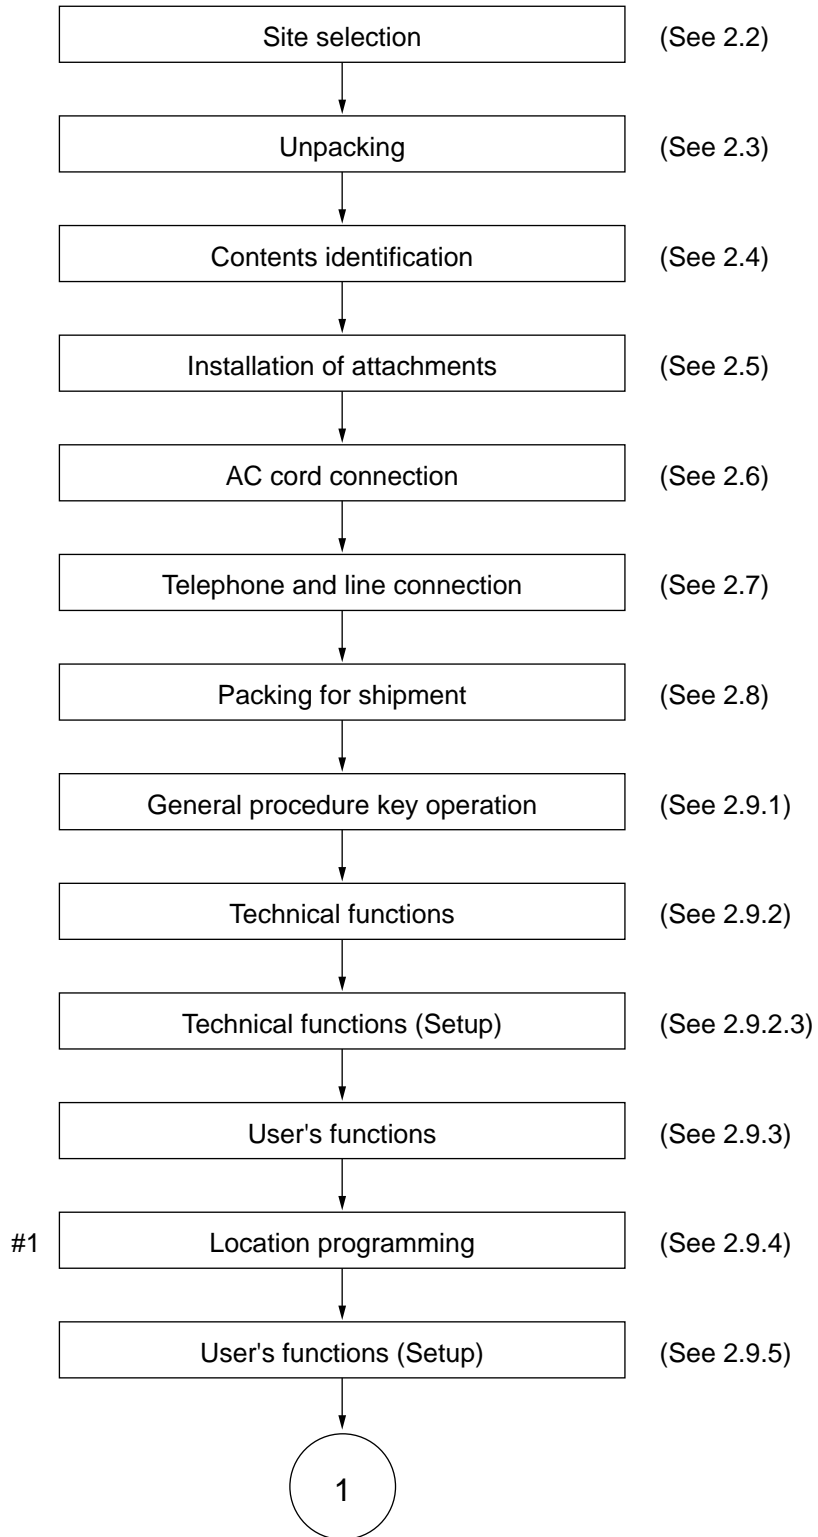 Site selection (See 2.2)
Unpacking (See 2.3)
Contents identification (See 2.4)
Installation of attachments (See 2.5)
AC cord connection (See 2.6)
Telephone and line connection (See 2.7)
Packing for shipment (See 2.8)
General procedure key operation (See 2.9.1)
Technical functions (See 2.9.2)
Technical functions (Setup) (See 2.9.2.3)
User's functions (See 2.9.3)
#1 Location programming (See 2.9.4)
User's functions (Setup) (See 2.9.5)
1